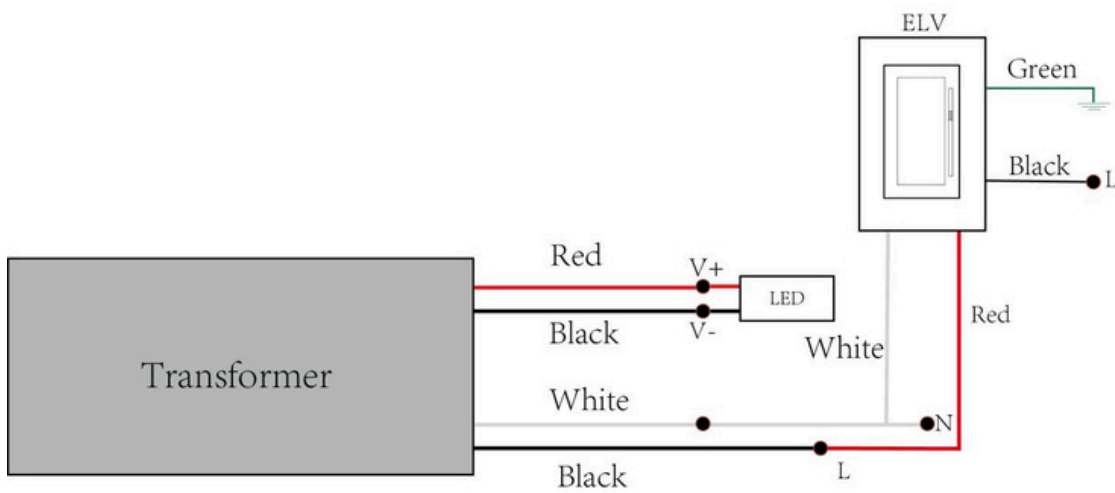 ELV
Green
Black
L
Red
V+
LED
Black
V-
Red
White
Transformer
White
N
Black
L